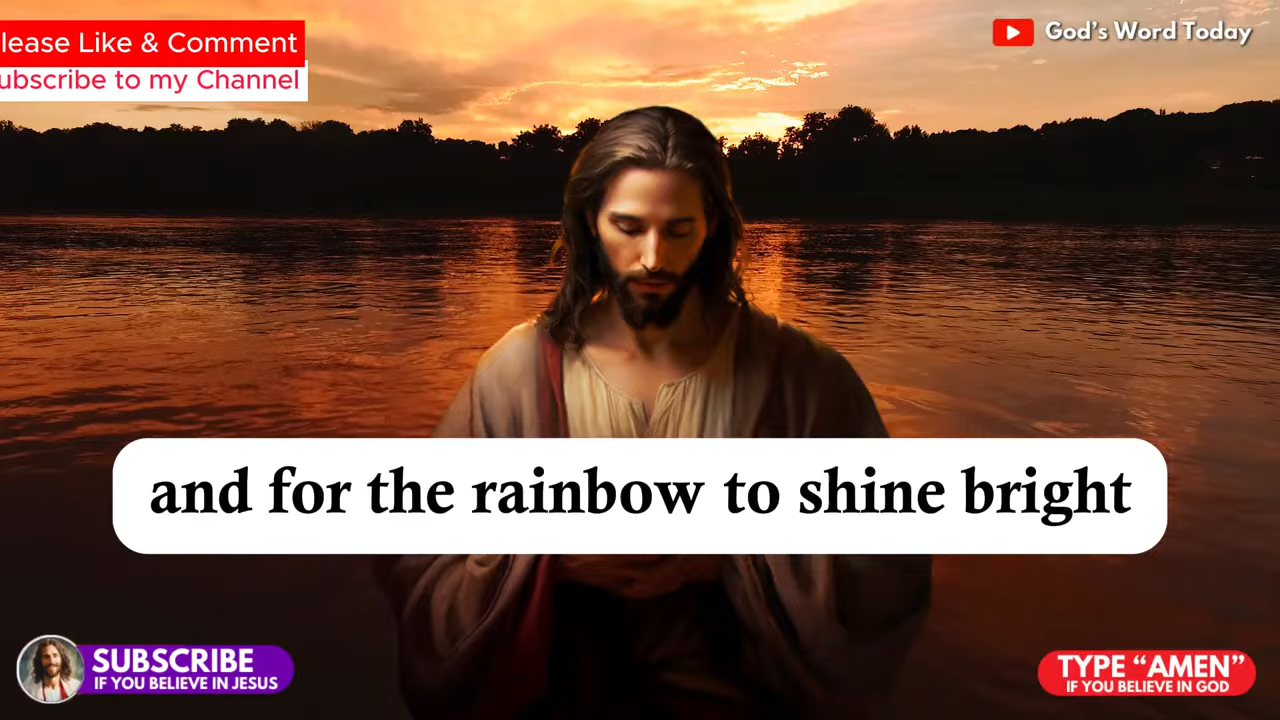 lease Like & Comment
ubscribe to my Channel
God's Word Today
and for the rainbow to shine bright
SUBSCRIBE
IF YOU BELIEVE IN JESUS
TYPE “AMEN”
IF YOU BELIEVE IN GOD